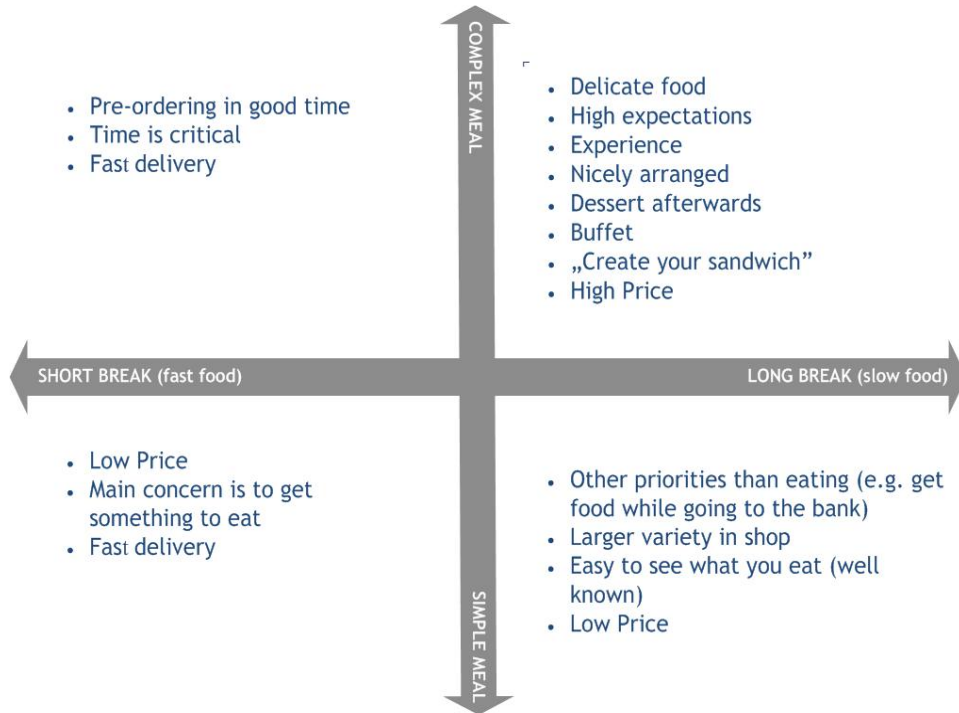 COMPLEX MEAL
• Pre-ordering in good time
• Time is critical
• Fast delivery
• Delicate food
• High expectations
• Experience
• Nicely arranged
• Dessert afterwards
• Buffet
• „Create your sandwich”
• High Price
SHORT BREAK (fast food)
LONG BREAK (slow food)
• Low Price
• Main concern is to get
something to eat
• Fast delivery
• Other priorities than eating (e.g. get
food while going to the bank)
• Larger variety in shop
• Easy to see what you eat (well
known)
• Low Price
SIMPLE MEAL